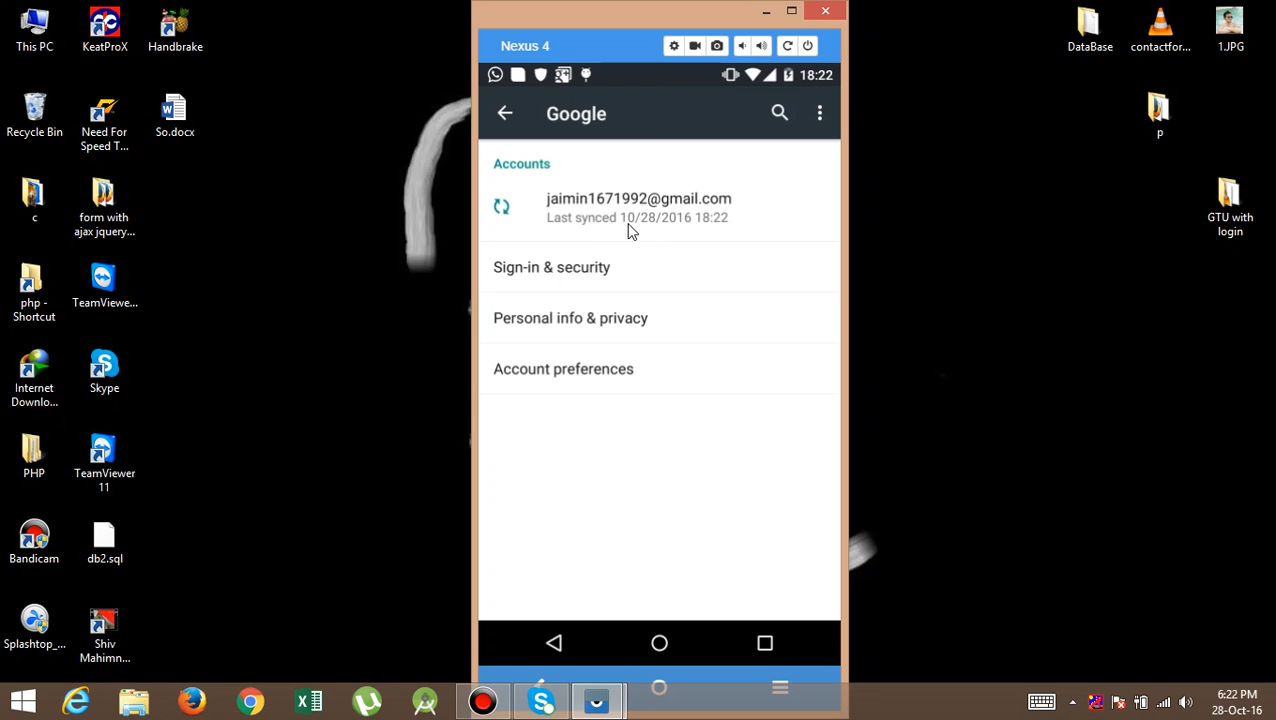 This PC
KeatProX
Handbrake
Recycle Bin
Need For
Speed T...
So.docx
c
form with
ajax jquery...
php -
Shortcut
TeamViewe...
Internet
Downlo...
Skype
PHP
TeamViewer
11
Bandicam
db2.sql
Splashtop_...
Shiv
Mahimn...
Nexus 4
18:22
Google
Accounts
jaimin1671992@gmail.com
Last synced 10/28/2016 18:22
Sign-in & security
Personal info & privacy
Account preferences
DataBase
contactfor...
1.JPG
p
GTU with
login
6:22 PM
28-Oct-16